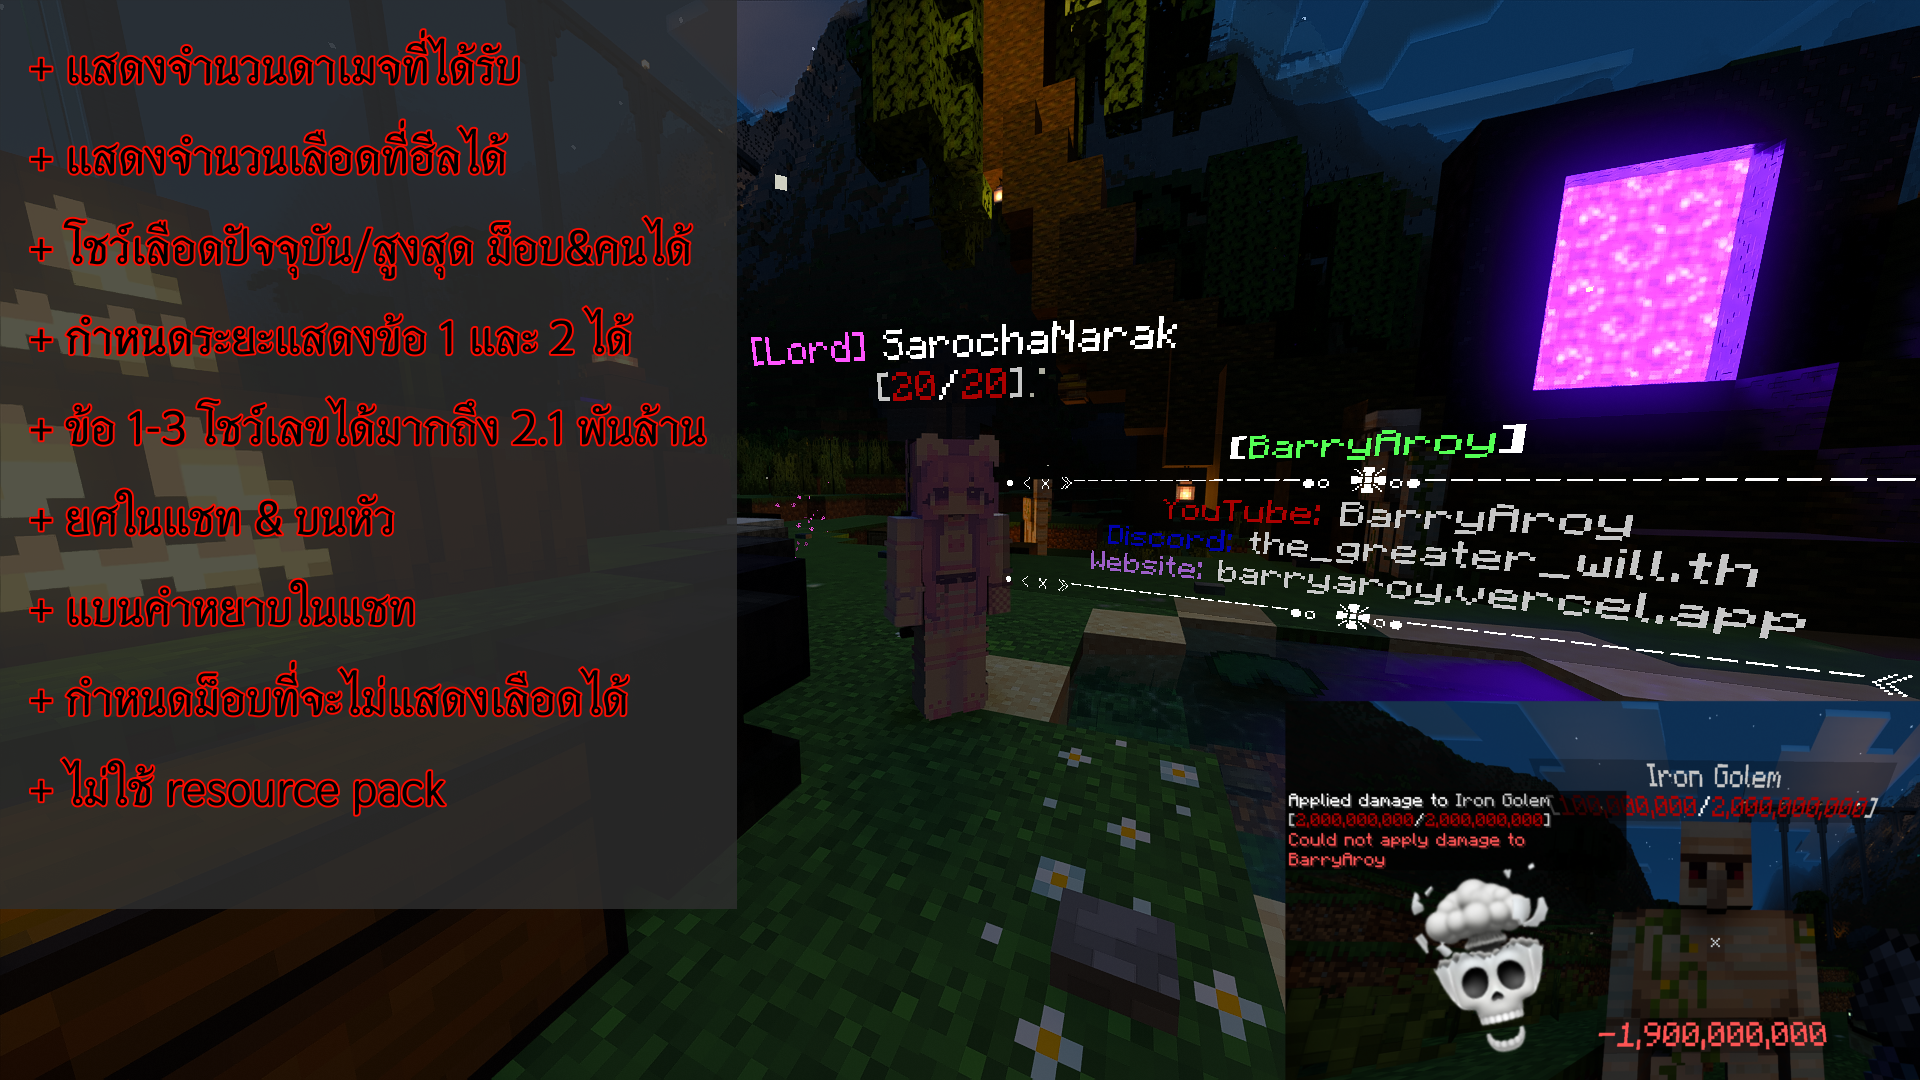 + แสดงจำนวนดาเมจที่ได้รับ
+ แสดงจำนวนเลือดที่ฮีลได้
+ โชว์เลือดปัจจุบัน/สูงสุด ม็อบ&คนได้
+ กำหนดระยะแสดงข้อ 1 และ 2 ได้
+ ข้อ 1-3 โชว์เลขได้มากถึง 2.1 พันล้าน
+ ยศในแชท & บนหัว
+ แบนคำหยาบในแชท
+ กำหนดม็อบที่จะไม่แสดงเลือดได้
+ ไม่ใช้ resource pack
[Lord] SarochaNarak
[20/20]
[BarryAroy]
YouTube: BarryAroy
Discord: the_greater_will.th
Website: barryaroy.vercel.app
Iron Golem
[100,000,000/2,000,000,000]
Applied damage to Iron Golem
[2,000,000,000/2,000,000,000]
Could not apply damage to
BarryAroy
-1,900,000,000